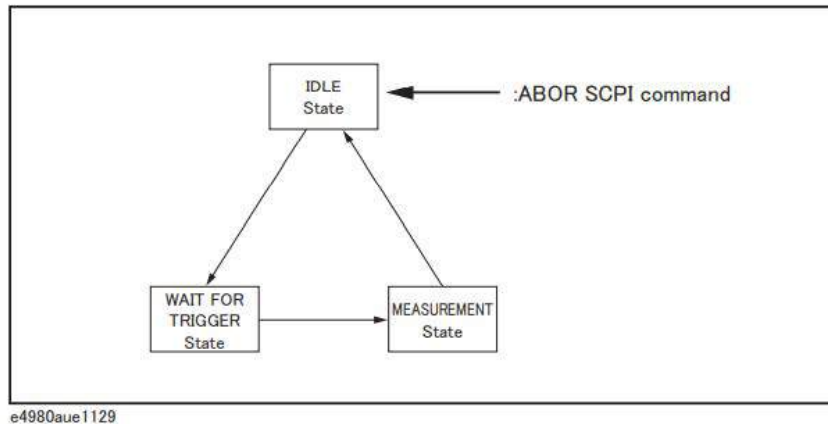 IDLE
State
:ABOR SCPI command
WAIT FOR
TRIGGER
State
MEASUREMENT
State
e4980aue1129